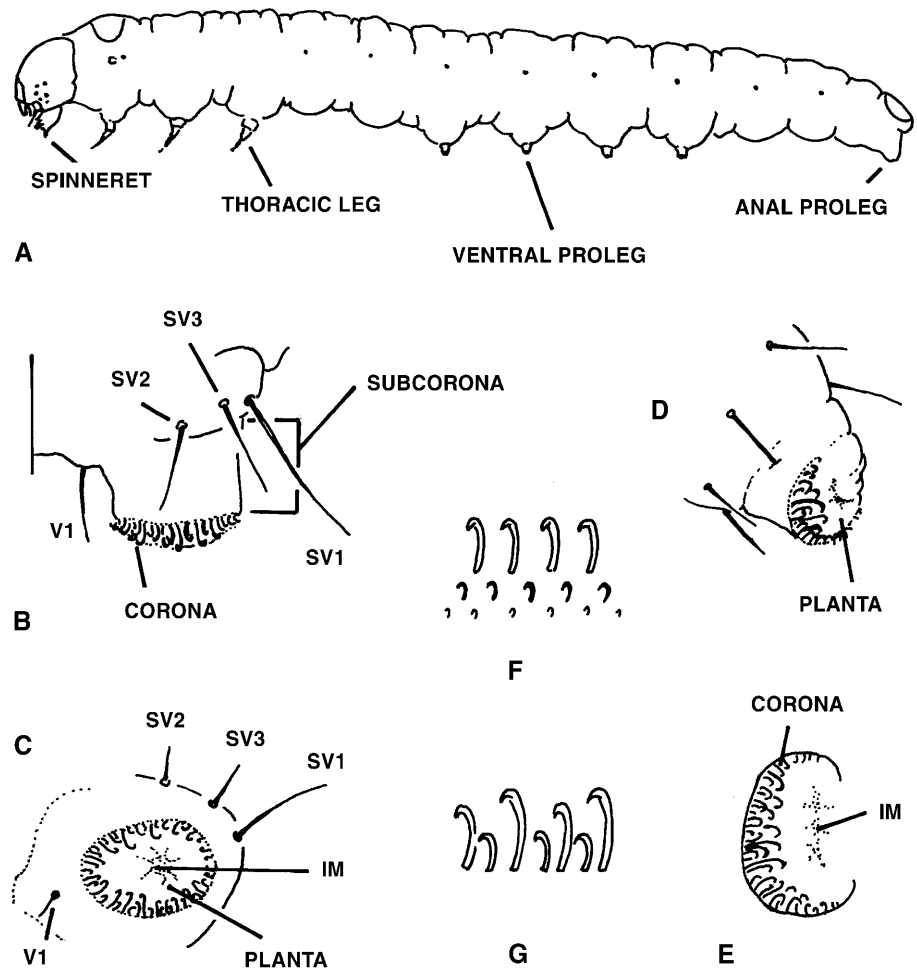 SPINNERET
THORACIC LEG
VENTRAL PROLEG
ANAL PROLEG
A
SV3
SV2
SUBCORONA
V1
SV1
CORONA
B
D
PLANTA
F
C
SV2
SV3
SV1
IM
PLANTA
V1
G
CORONA
IM
E